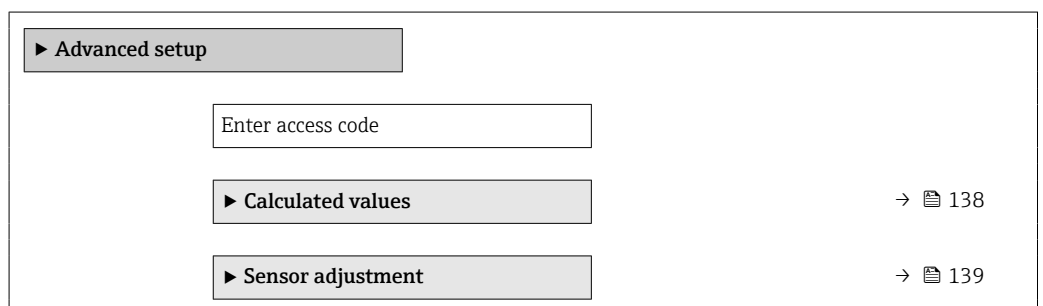 ▶ Advanced setup
Enter access code
▶ Calculated values → 138
▶ Sensor adjustment → 139